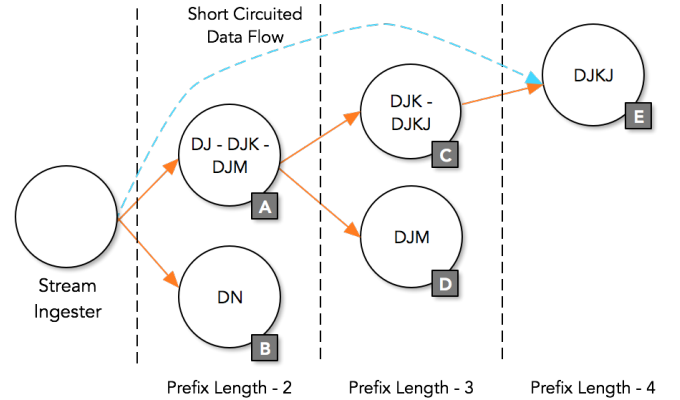 Short Circuited
Data Flow
DJKJ
E
DJK -
DJKJ
C
DJ - DJK -
DJM
A
DJM
D
Stream
Ingester
DN
B
Prefix Length - 2
Prefix Length - 3
Prefix Length - 4